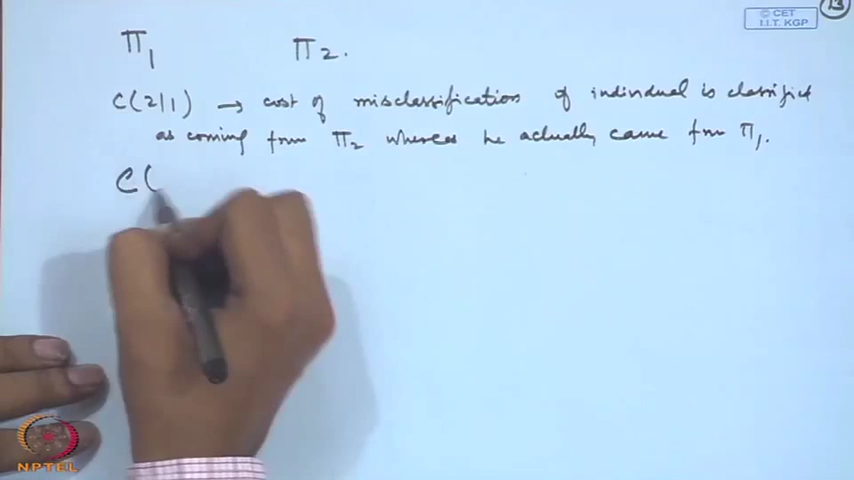 13
© CET
I.I.T. KGP
Π₁ Π₂.
C(2|1) → cost of misclassification of individual is classified
as coming from Π₂ whereas he actually came from Π₁.
C(
NPTEL